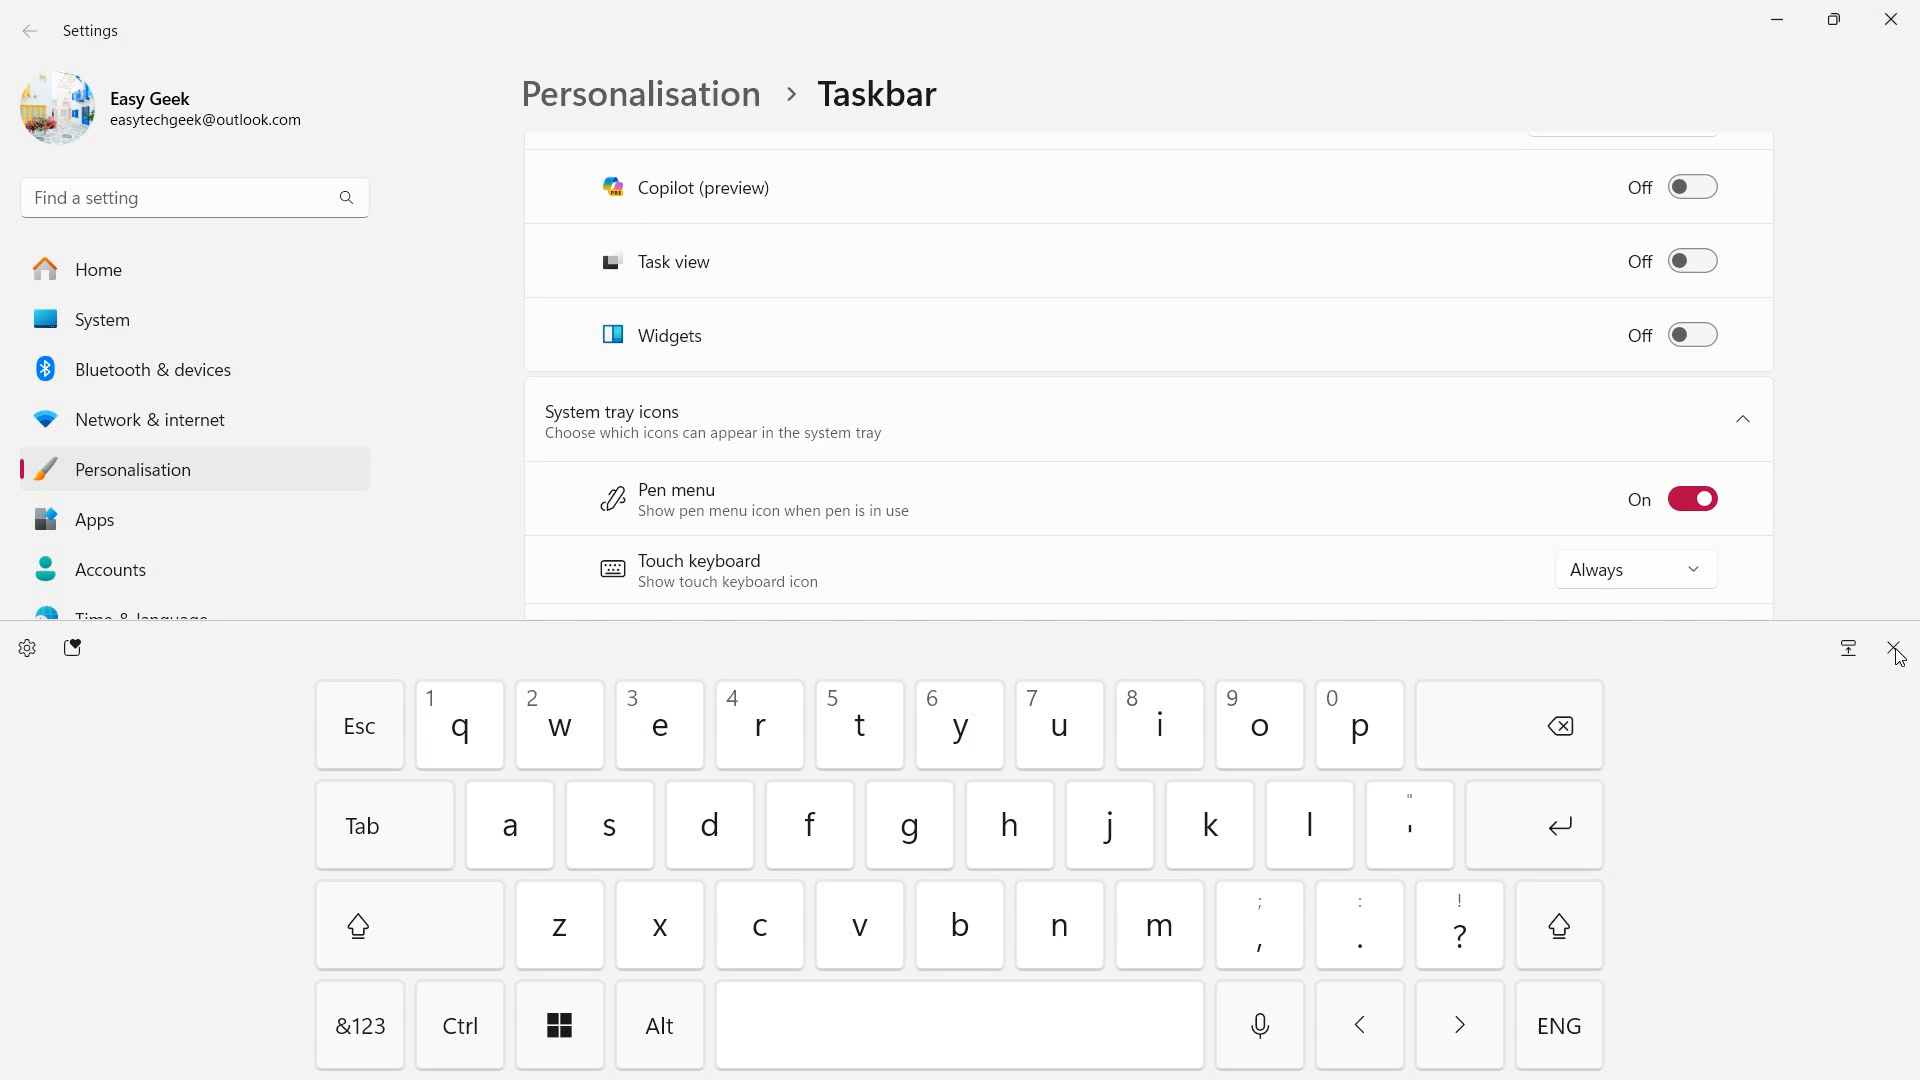 Settings
Easy Geek
easytechgeek@outlook.com
Find a setting
Home
System
Bluetooth & devices
Network & internet
Personalisation
Apps
Accounts
Time & language
Personalisation > Taskbar
Copilot (preview) Off
Task view Off
Widgets Off
System tray icons
Choose which icons can appear in the system tray
Pen menu
Show pen menu icon when pen is in use
On
Touch keyboard
Show touch keyboard icon
Always
Esc 1 q 2 w 3 e 4 r 5 t 6 y 7 u 8 i 9 o 0 p
Tab a s d f g h j k l " '
z x c v b n m ; , : . ! ?
&123 Ctrl Alt < > ENG